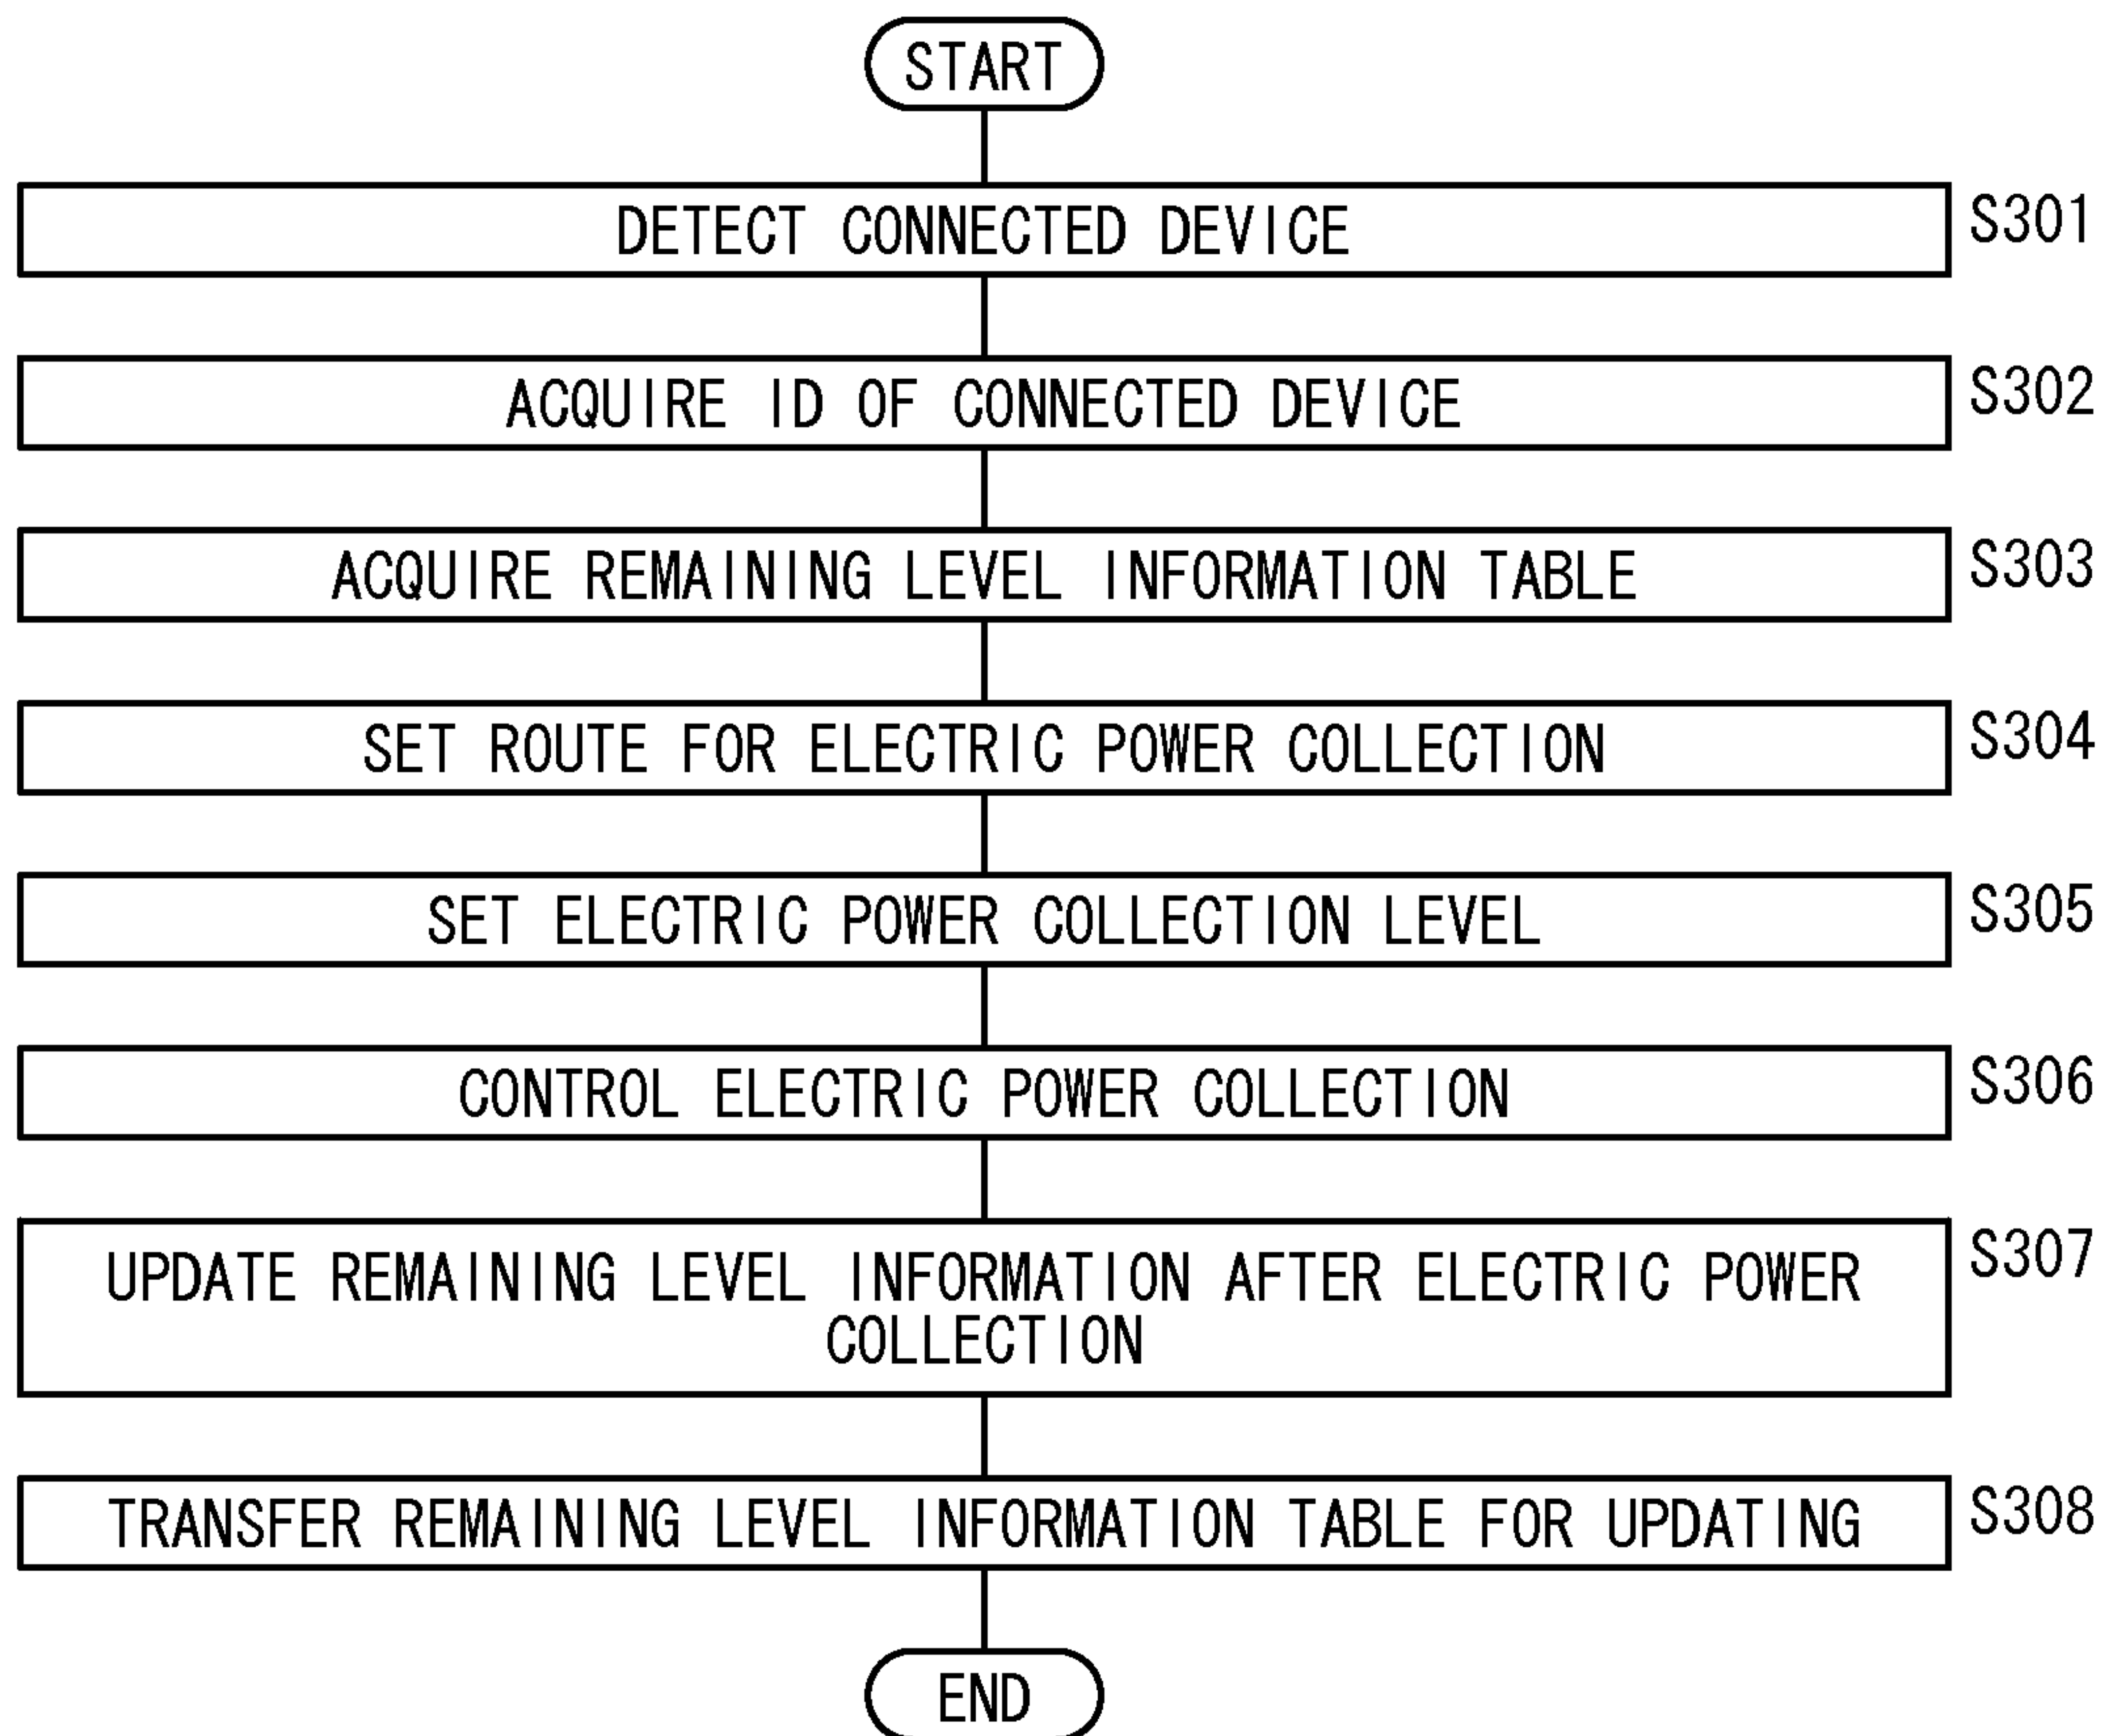 START
DETECT CONNECTED DEVICE S301
ACQUIRE ID OF CONNECTED DEVICE S302
ACQUIRE REMAINING LEVEL INFORMATION TABLE S303
SET ROUTE FOR ELECTRIC POWER COLLECTION S304
SET ELECTRIC POWER COLLECTION LEVEL S305
CONTROL ELECTRIC POWER COLLECTION S306
UPDATE REMAINING LEVEL INFORMATION AFTER ELECTRIC POWER S307
COLLECTION
TRANSFER REMAINING LEVEL INFORMATION TABLE FOR UPDATING S308
END